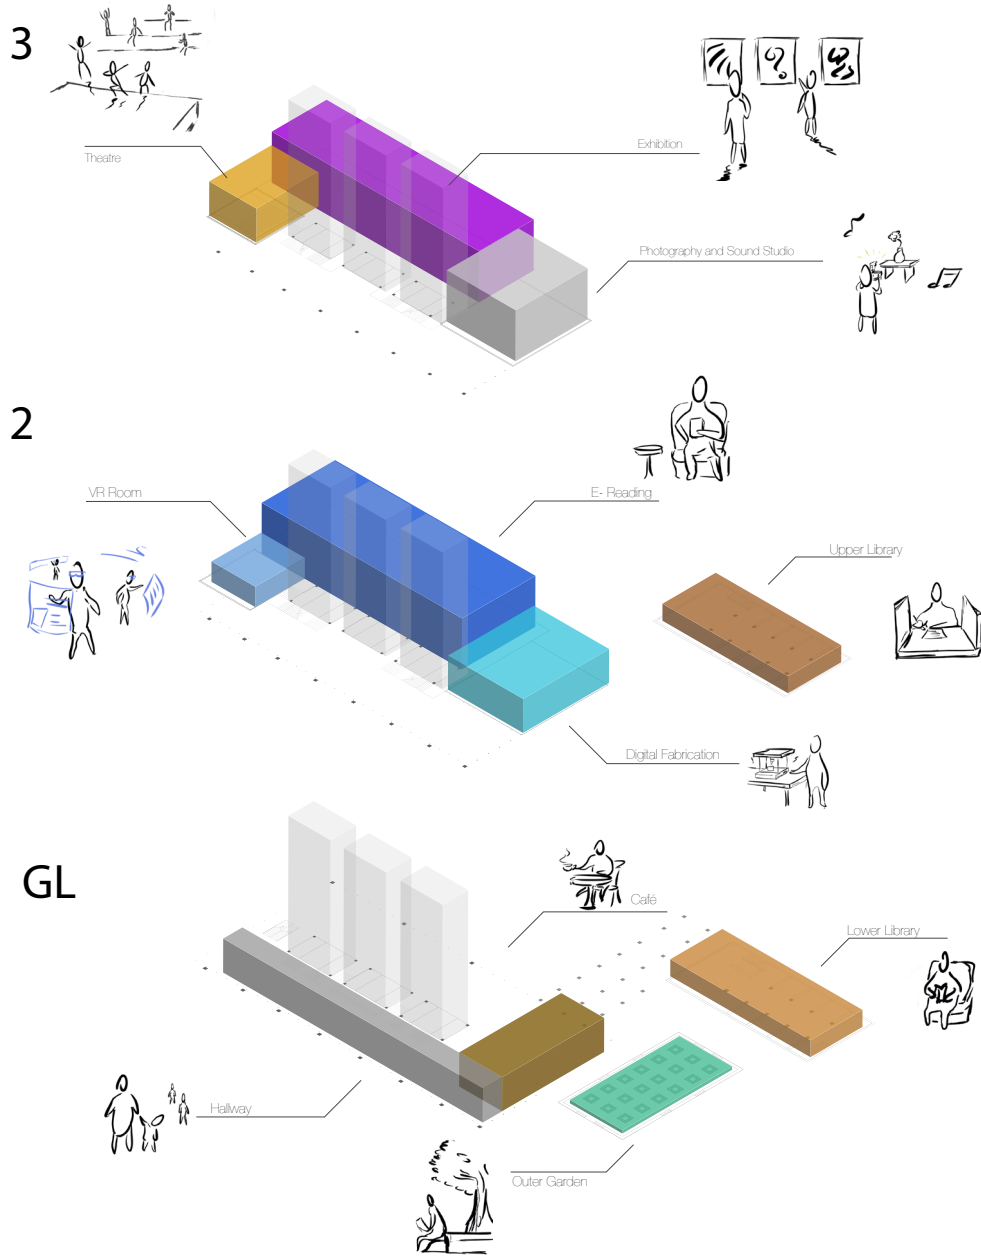 3
Theatre
Exhibition
?
Photography and Sound Studio
2
VR Room
E- Reading
Upper Library
Digital Fabrication
GL
Café
Lower Library
Hallway
Outer Garden